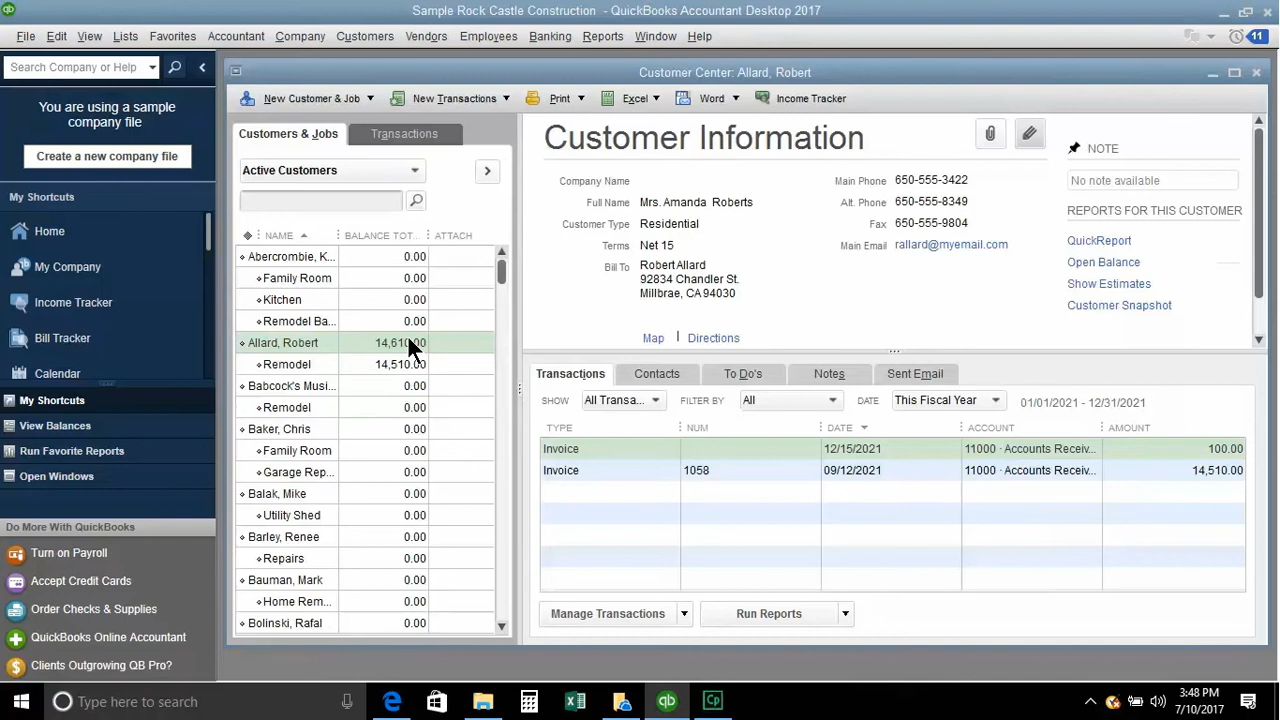 Sample Rock Castle Construction - QuickBooks Accountant Desktop 2017
File Edit View Lists Favorites Accountant Company Customers Vendors Employees Banking Reports Window Help
11
Search Company or Help
You are using a sample
company file
Create a new company file
My Shortcuts
Home
My Company
Income Tracker
Bill Tracker
Calendar
My Shortcuts
View Balances
Run Favorite Reports
Open Windows
Do More With QuickBooks
Turn on Payroll
Accept Credit Cards
Order Checks & Supplies
QuickBooks Online Accountant
Clients Outgrowing QB Pro?
Customer Center: Allard, Robert
New Customer & Job New Transactions Print Excel Word Income Tracker
Customers & Jobs Transactions
Active Customers
NAME BALANCE TOT... ATTACH
Abercrombie, K... 0.00
Family Room 0.00
Kitchen 0.00
Remodel Ba... 0.00
Allard, Robert 14,610.00
Remodel 14,510.00
Babcock's Musi... 0.00
Remodel 0.00
Baker, Chris 0.00
Family Room 0.00
Garage Rep... 0.00
Balak, Mike 0.00
Utility Shed 0.00
Barley, Renee 0.00
Repairs 0.00
Bauman, Mark 0.00
Home Rem... 0.00
Bolinski, Rafal 0.00
Customer Information
Company Name
Full Name Mrs. Amanda Roberts
Customer Type Residential
Terms Net 15
Bill To Robert Allard
92834 Chandler St.
Millbrae, CA 94030
Map | Directions
Main Phone 650-555-3422
Alt. Phone 650-555-8349
Fax 650-555-9804
Main Email rallard@myemail.com
NOTE
No note available
REPORTS FOR THIS CUSTOMER
QuickReport
Open Balance
Show Estimates
Customer Snapshot
Transactions Contacts To Do's Notes Sent Email
SHOW All Transa... FILTER BY All DATE This Fiscal Year 01/01/2021 - 12/31/2021
TYPE NUM DATE ACCOUNT AMOUNT
Invoice 12/15/2021 11000 · Accounts Receiv... 100.00
Invoice 1058 09/12/2021 11000 · Accounts Receiv... 14,510.00
Manage Transactions Run Reports
Type here to search
3:48 PM
7/10/2017